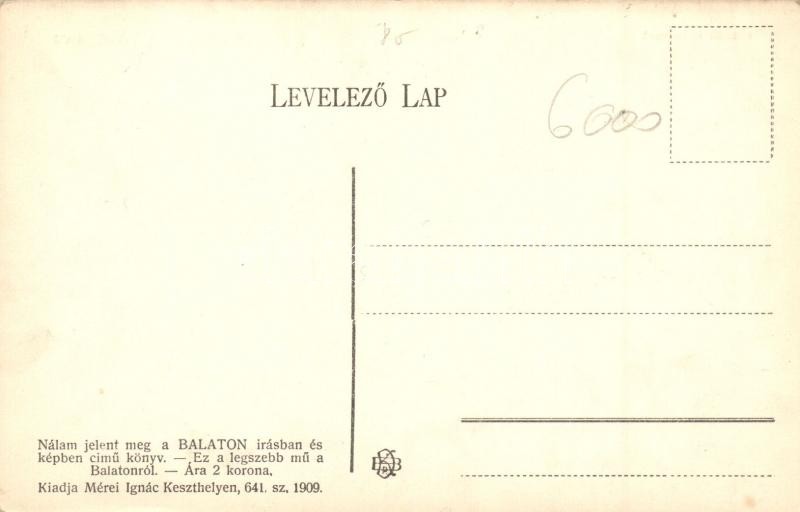 80
LEVELEZŐ LAP
6000
Nálam jelent meg a BALATON irásban és
képben cimű könyv. — Ez a legszebb mű a
Balatonról. — Ára 2 korona,
Kiadja Mérei Ignác Keszthelyen, 641. sz. 1909.